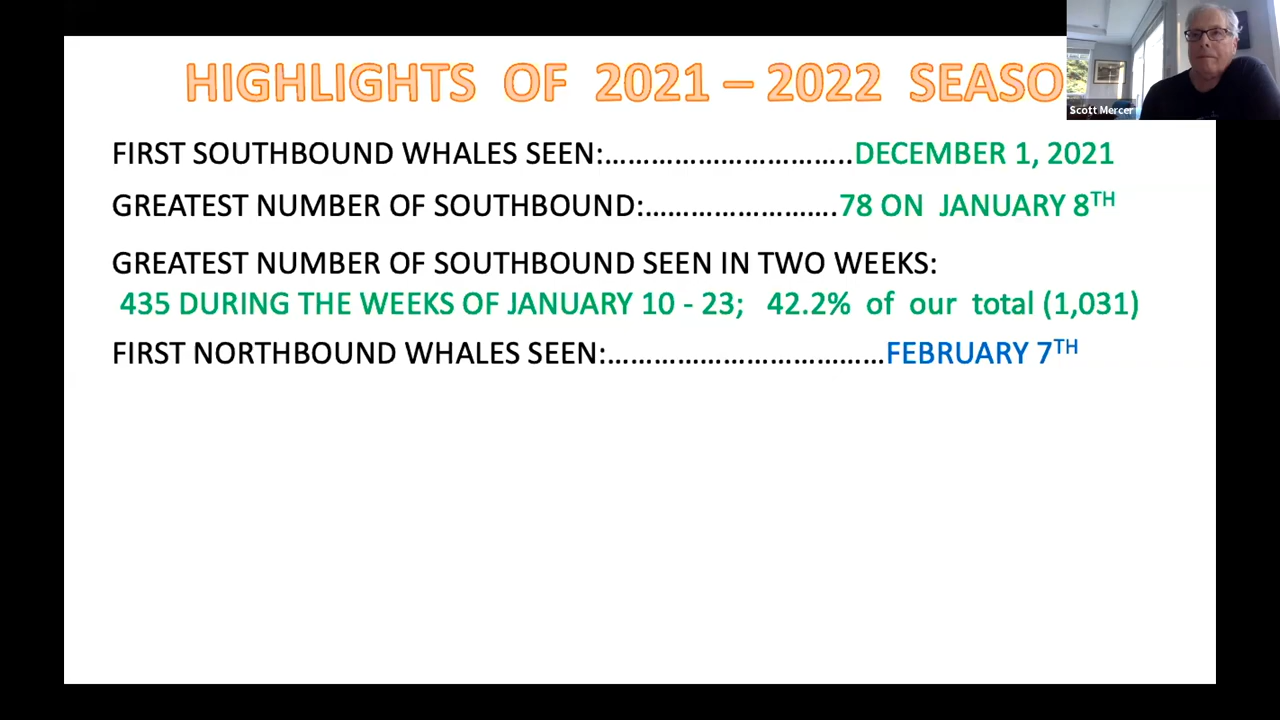 HIGHLIGHTS OF 2021 – 2022 SEASO
Scott Mercer
FIRST SOUTHBOUND WHALES SEEN:…………………………..DECEMBER 1, 2021
GREATEST NUMBER OF SOUTHBOUND:…………………….78 ON JANUARY 8TH
GREATEST NUMBER OF SOUTHBOUND SEEN IN TWO WEEKS:
435 DURING THE WEEKS OF JANUARY 10 - 23; 42.2% of our total (1,031)
FIRST NORTHBOUND WHALES SEEN:………………………………FEBRUARY 7TH